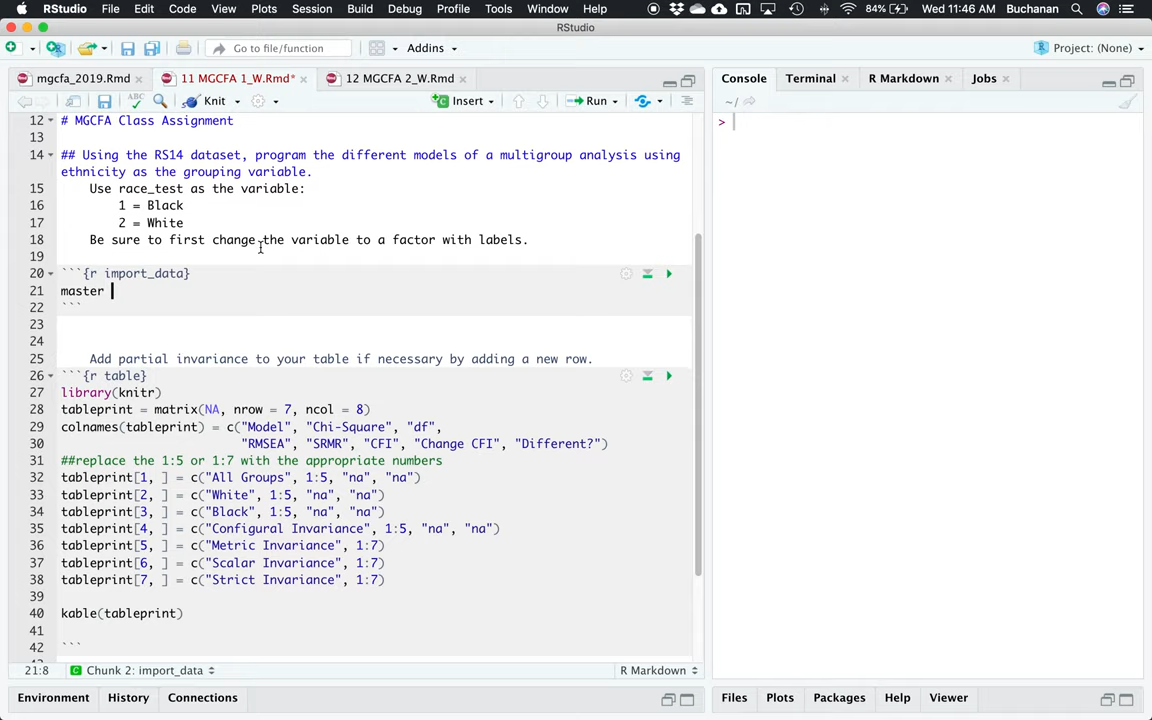 RStudio File Edit Code View Plots Session Build Debug Profile Tools Window Help 84% Wed 11:46 AM Buchanan
RStudio
Go to file/function Addins Project: (None)
mgcfa_2019.Rmd 11 MGCFA 1_W.Rmd* 12 MGCFA 2_W.Rmd
Knit Insert Run
12 # MGCFA Class Assignment
13
14 ## Using the RS14 dataset, program the different models of a multigroup analysis using
ethnicity as the grouping variable.
15 Use race_test as the variable:
16 1 = Black
17 2 = White
18 Be sure to first change the variable to a factor with labels.
19
20 ```{r import_data}
21 master
22 ```
23
24
25 Add partial invariance to your table if necessary by adding a new row.
26 ```{r table}
27 library(knitr)
28 tableprint = matrix(NA, nrow = 7, ncol = 8)
29 colnames(tableprint) = c("Model", "Chi-Square", "df",
30 "RMSEA", "SRMR", "CFI", "Change CFI", "Different?")
31 ##replace the 1:5 or 1:7 with the appropriate numbers
32 tableprint[1, ] = c("All Groups", 1:5, "na", "na")
33 tableprint[2, ] = c("White", 1:5, "na", "na")
34 tableprint[3, ] = c("Black", 1:5, "na", "na")
35 tableprint[4, ] = c("Configural Invariance", 1:5, "na", "na")
36 tableprint[5, ] = c("Metric Invariance", 1:7)
37 tableprint[6, ] = c("Scalar Invariance", 1:7)
38 tableprint[7, ] = c("Strict Invariance", 1:7)
39
40 kable(tableprint)
41
42 ```
21:8 Chunk 2: import_data R Markdown
Environment History Connections
Console Terminal R Markdown Jobs
~/
>
Files Plots Packages Help Viewer